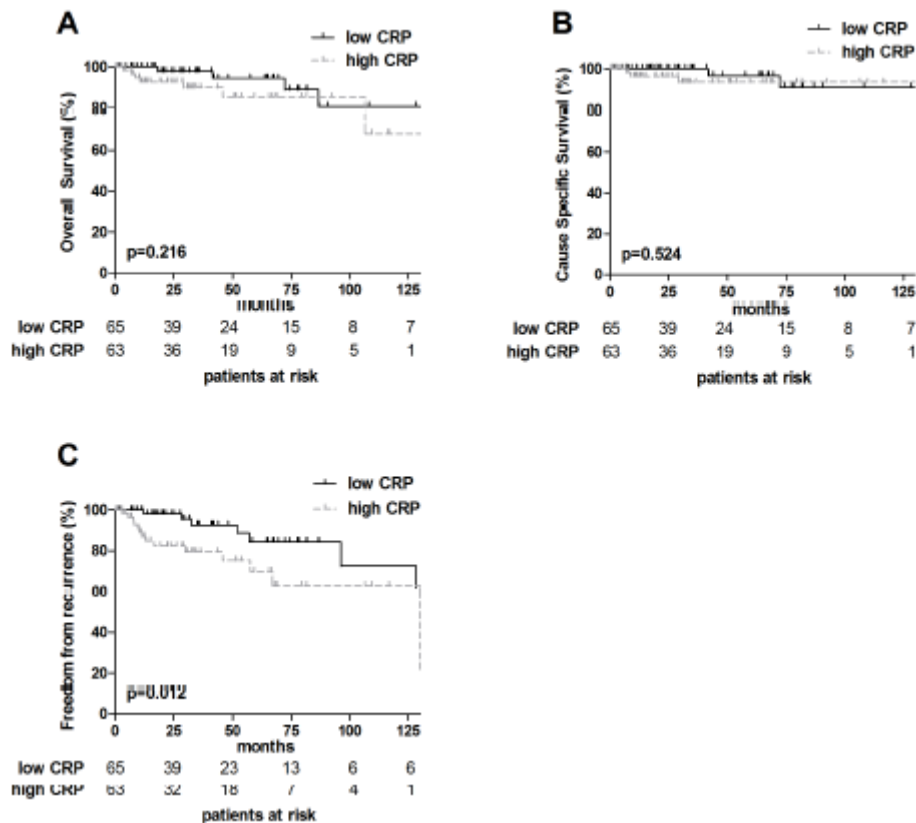 A
low CRP
high CRP
Overall Survival (%)
100
80
60
40
20
0
p=0.216
0 25 50 75 100 125
months
low CRP 65 39 24 15 8 7
high CRP 63 36 19 9 5 1
patients at risk
B
low CRP
high CRP
Cause Specific Survival (%)
100
80
60
40
20
0
p=0.524
0 25 50 75 100 125
months
low CRP 65 39 24 15 8 7
high CRP 63 36 19 9 5 1
patients at risk
C
low CRP
high CRP
Freedom from recurrence (%)
100
80
60
40
20
0
p=0.012
0 25 50 75 100 125
months
low CRP 65 39 23 13 6 6
high CRP 63 32 18 7 4 1
patients at risk